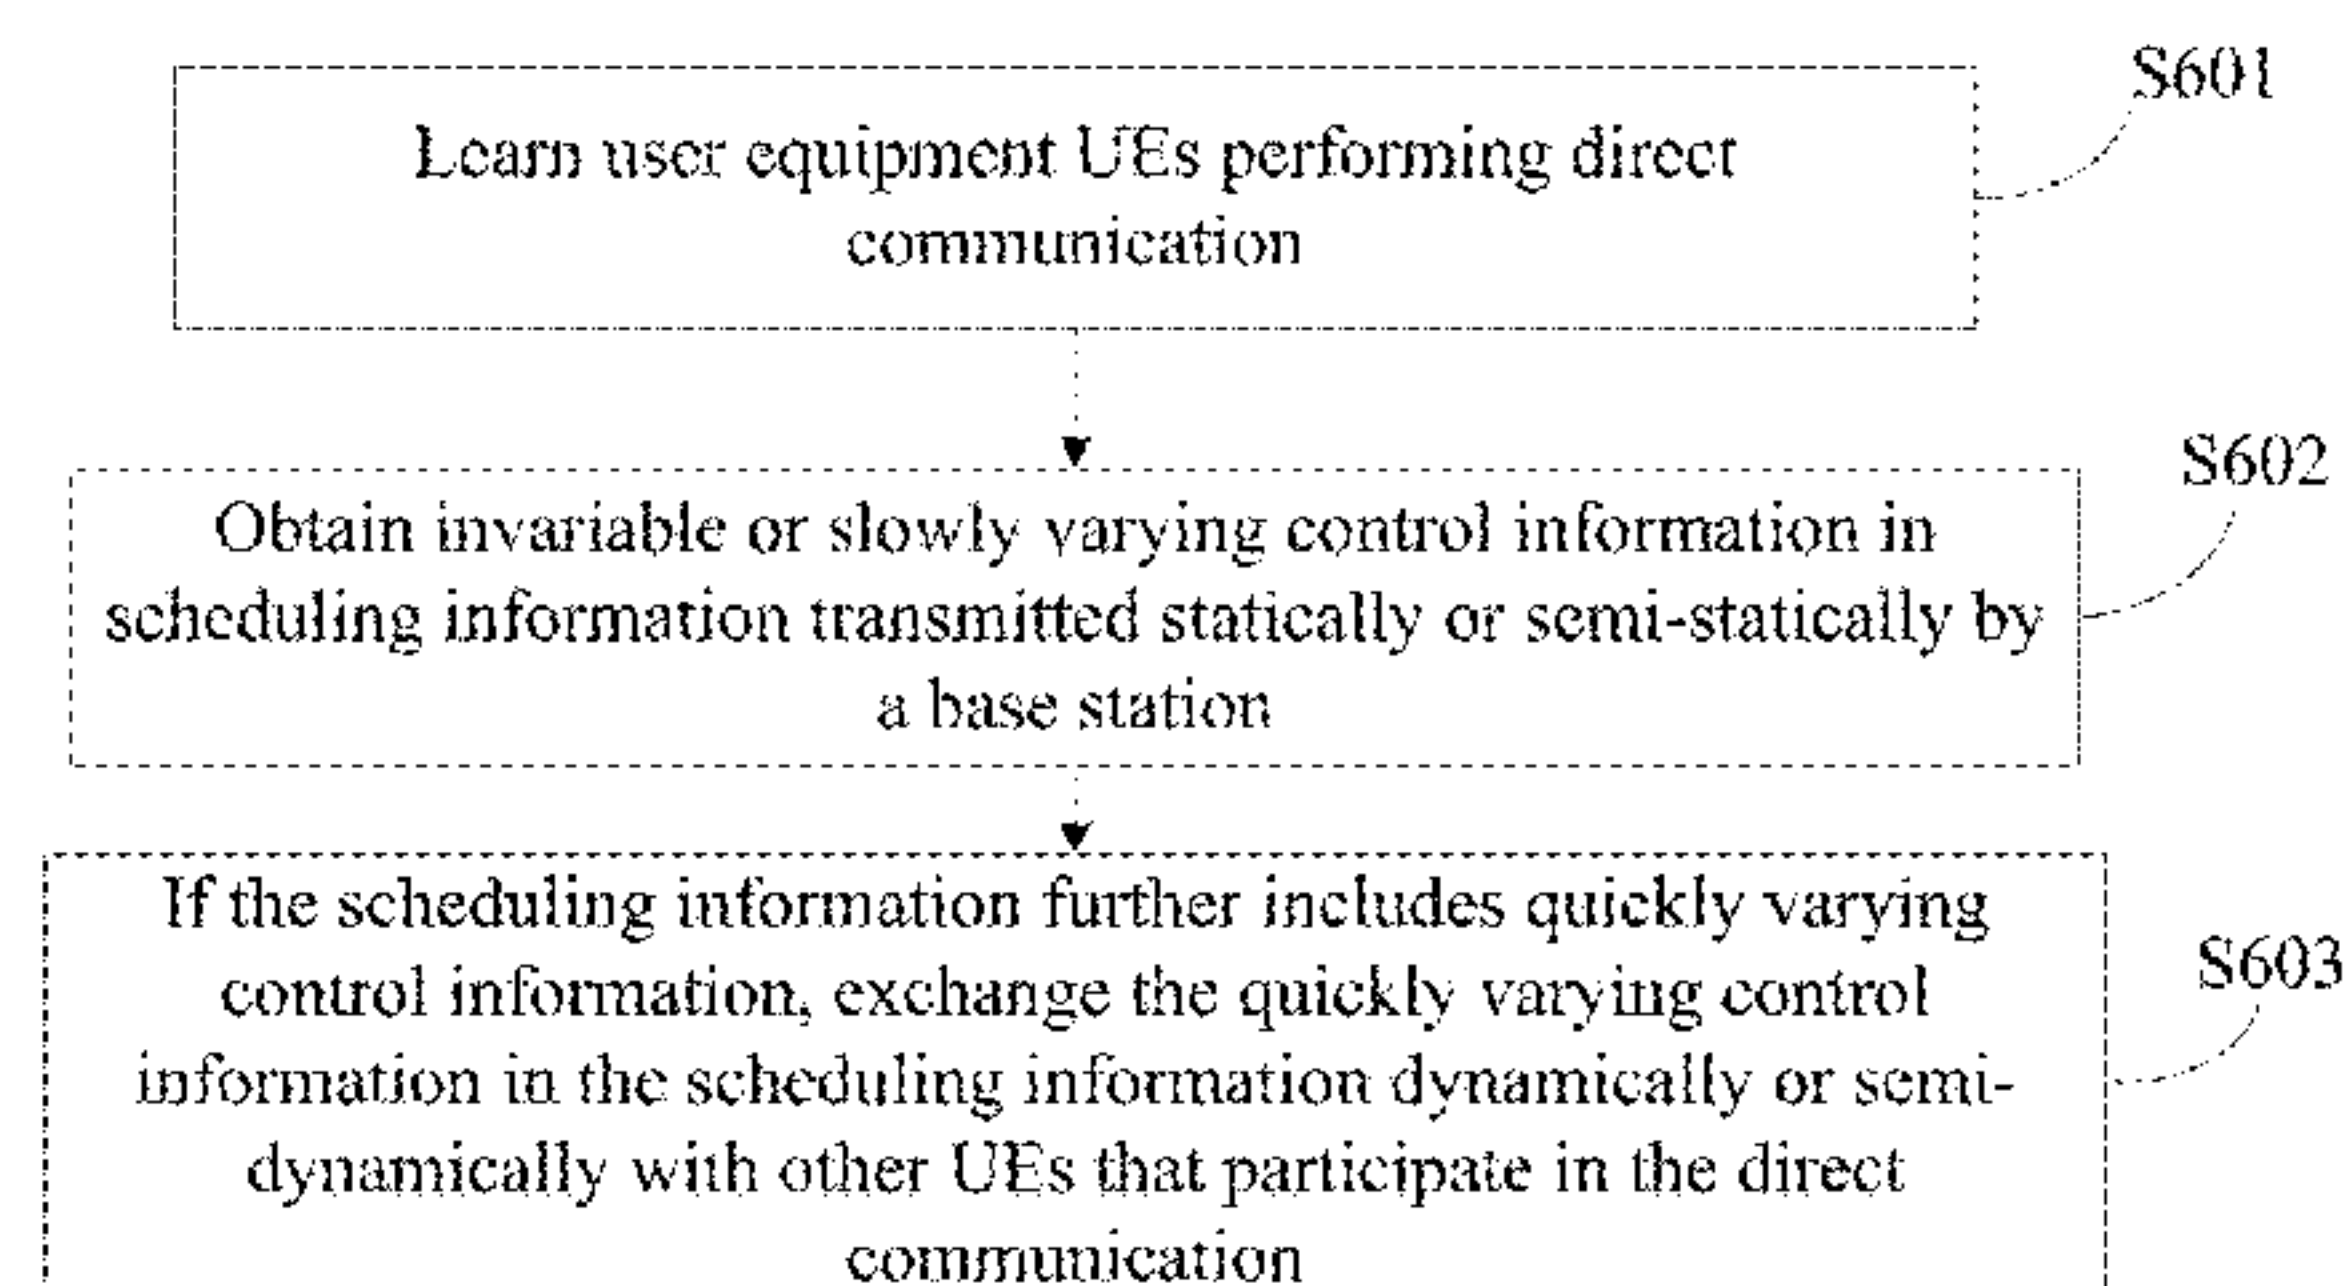 S601
Learn user equipment UEs performing direct
communication
S602
Obtain invariable or slowly varying control information in
scheduling information transmitted statically or semi-statically by
a base station
If the scheduling information further includes quickly varying
control information, exchange the quickly varying control
S603
information in the scheduling information dynamically or semi-
dynamically with other UEs that participate in the direct
communication